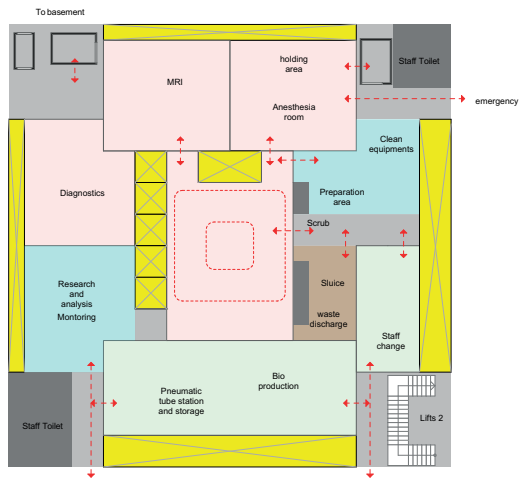 To basement
holding
area
Staff Toilet
MRI
emergency
Anesthesia
room
Clean
equipments
Diagnostics
Preparation
area
Scrub
Research
and
analysis
Montoring
Sluice
waste
discharge
Staff
change
Bio
production
Pneumatic
tube station
and storage
Staff Toilet
Lifts 2